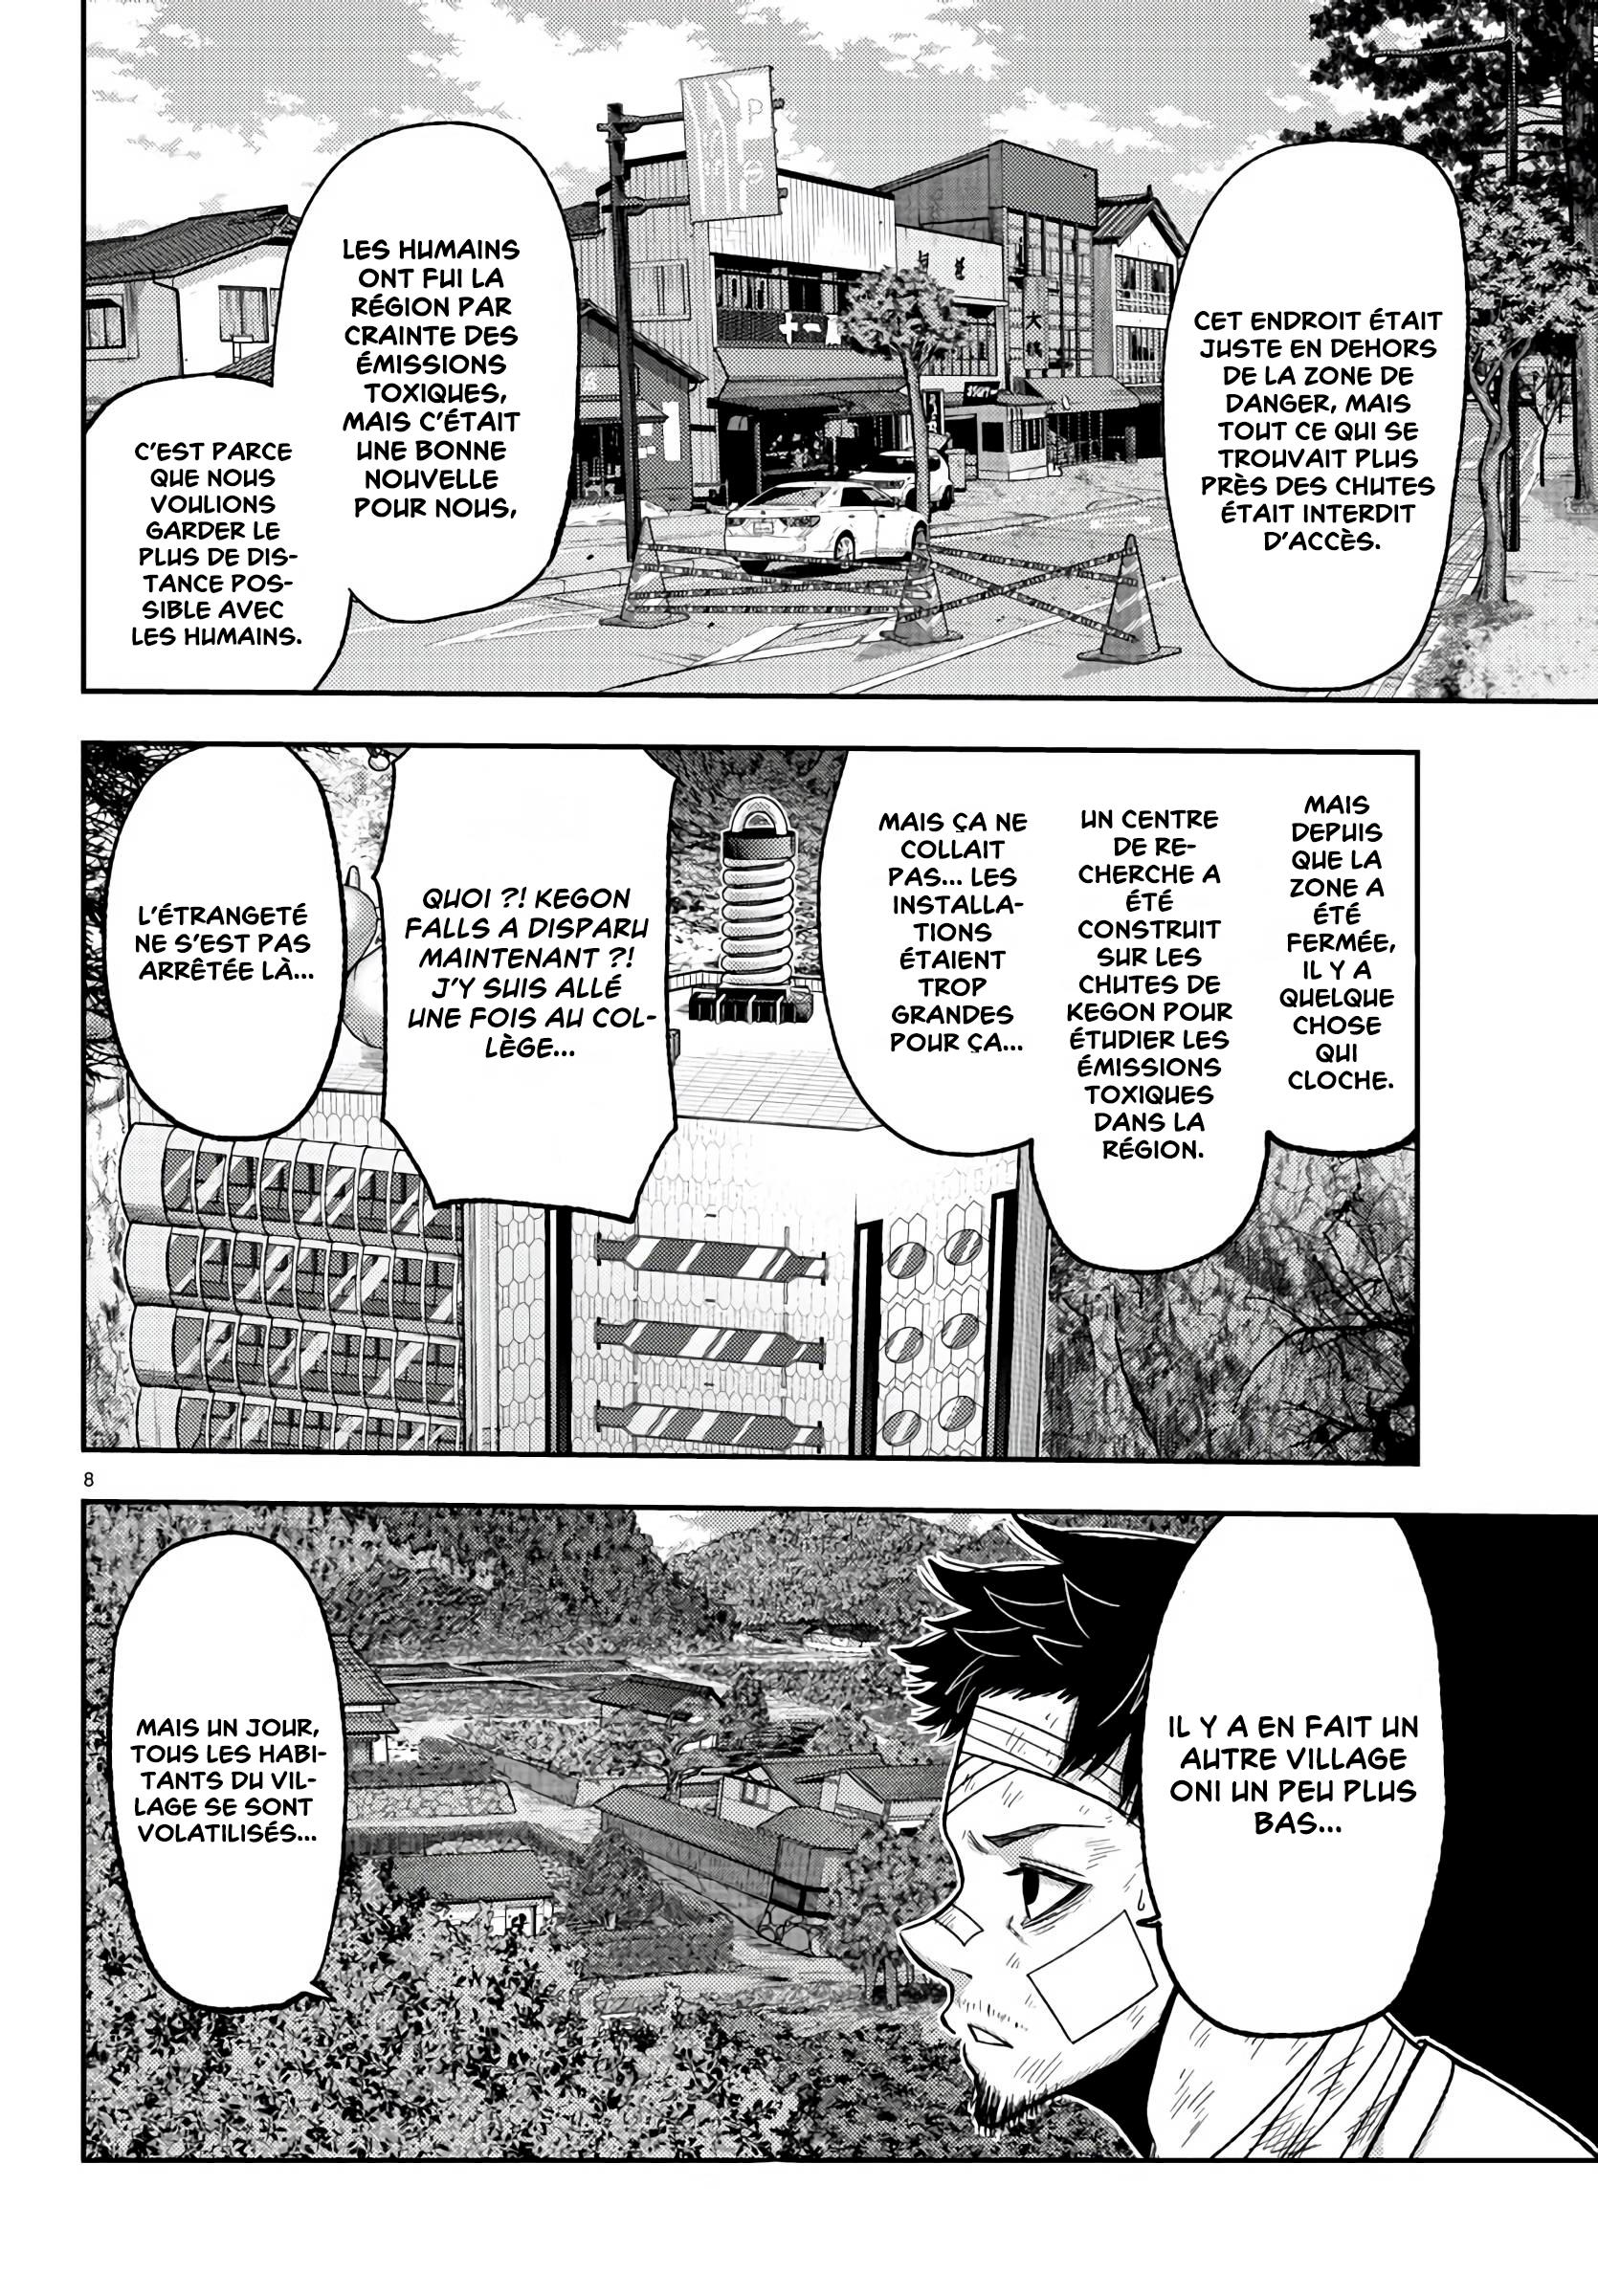 CET ENDROIT ÉTAIT
JUSTE EN DEHORS
DE LA ZONE DE
DANGER, MAIS
TOUT CE QUI SE
TROUVAIT PLUS
PRÈS DES CHUTES
ÉTAIT INTERDIT
D'ACCÈS.
LES HUMAINS
ONT FUI LA
RÉGION PAR
CRAINTE DES
ÉMISSIONS
TOXIQUES,
MAIS C'ÉTAIT
UNE BONNE
NOUVELLE
POUR NOUS,
C'EST PARCE
QUE NOUS
VOULIONS
GARDER LE
PLUS DE DIS-
TANCE POS-
SIBLE AVEC
LES HUMAINS.
MAIS
DEPUIS
QUE LA
ZONE A
ÉTÉ
FERMÉE,
IL Y A
QUELQUE
CHOSE
QUI
CLOCHE.
UN CENTRE
DE RE-
CHERCHE A
ÉTÉ
CONSTRUIT
SUR LES
CHUTES DE
KEGON POUR
ÉTUDIER LES
ÉMISSIONS
TOXIQUES
DANS LA
RÉGION.
MAIS ÇA NE
COLLAIT
PAS... LES
INSTALLA-
TIONS
ÉTAIENT
TROP
GRANDES
POUR ÇA...
QUOI ?! KEGON
FALLS A DISPARU
MAINTENANT ?!
J'Y SUIS ALLÉ
UNE FOIS AU COL-
LÈGE...
L'ÉTRANGETÉ
NE S'EST PAS
ARRÊTÉE LÀ...
8
IL Y A EN FAIT UN
AUTRE VILLAGE
ONI UN PEU PLUS
BAS...
MAIS UN JOUR,
TOUS LES HABI-
TANTS DU VIL-
LAGE SE SONT
VOLATILISÉS...